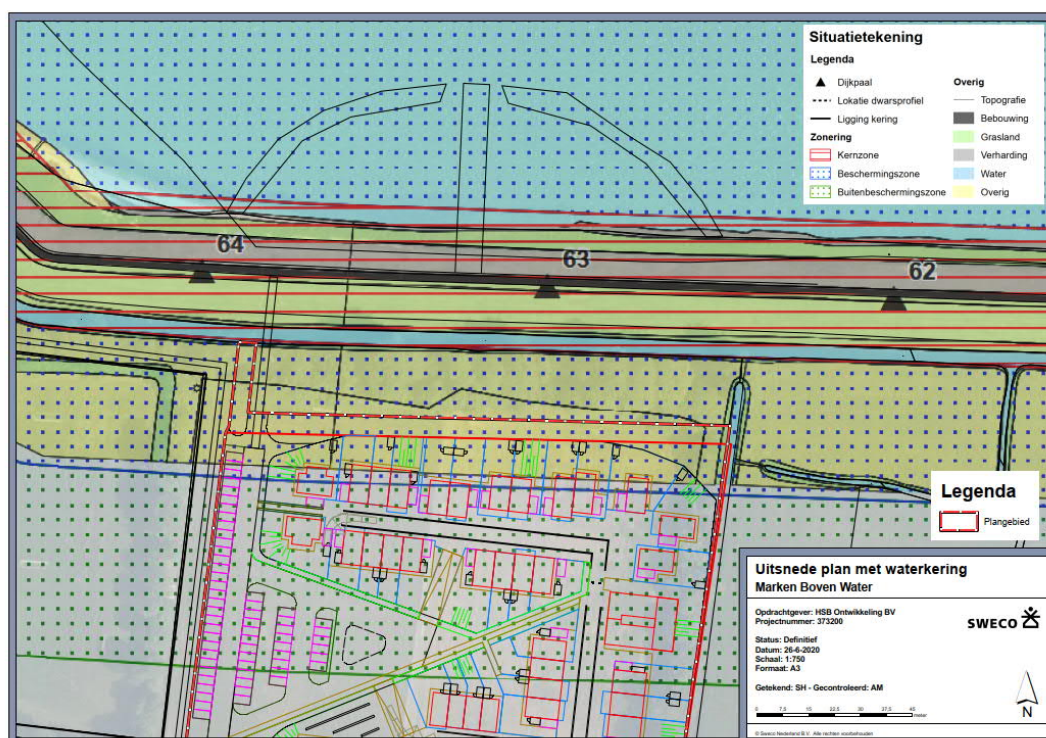 Situatietekening
Legenda
Dijkpaal
Lokatie dwarsprofiel
Ligging kering
Zonering
Kernzone
Beschermingszone
Buitenbeschermingszone
Overig
Topografie
Bebouwing
Grasland
Verharding
Water
Overig
64
63
62
Legenda
Plangebied
Uitsnede plan met waterkering
Marken Boven Water
Opdrachtgever: HSB Ontwikkeling BV
Projectnummer: 373200
SWECO
Status: Definitief
Datum: 26-6-2020
Schaal: 1:750
Formaat: A3
Getekend: SH - Gecontroleerd: AM
0 7,5 15 22,5 30 37,5 45
meter
N
© Sweco Nederland B.V. Alle rechten voorbehouden